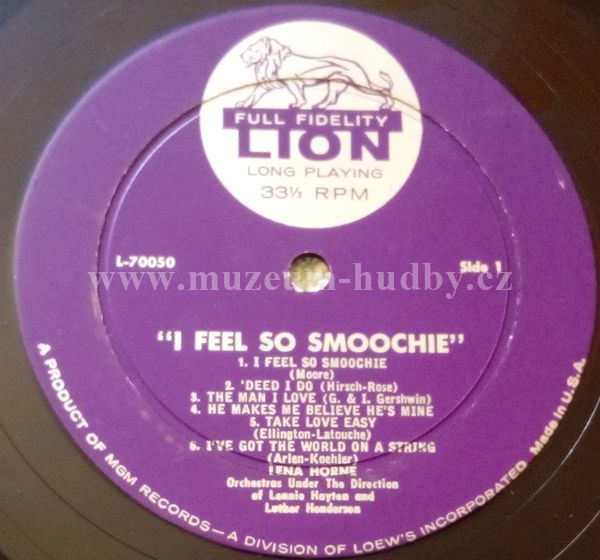 FULL FIDELITY
LION
LONG PLAYING
33⅓ RPM
L-70050
Side 1
www.muzeum-hudby.cz
"I FEEL SO SMOOCHIE"
1. I FEEL SO SMOOCHIE
(Moore)
2. 'DEED I DO (Hirsch-Rose)
3. THE MAN I LOVE (G. & I. Gershwin)
4. HE MAKES ME BELIEVE HE'S MINE
5. TAKE LOVE EASY
(Ellington-Latouche)
6. I'VE GOT THE WORLD ON A STRING
(Arlen-Koehler)
LENA HORNE
Orchestras Under The Direction
of Lennie Hayton and
Luther Henderson
A PRODUCT OF MGM RECORDS—A DIVISION OF LOEW'S INCORPORATED. Made in U.S.A.